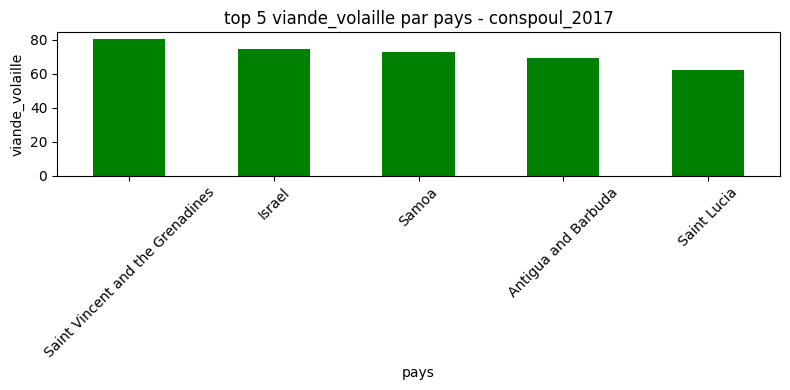 top 5 viande_volaille par pays - conspoul_2017
viande_volaille
80
60
40
20
0
Saint Vincent and the Grenadines
Israel
Samoa
Antigua and Barbuda
Saint Lucia
pays